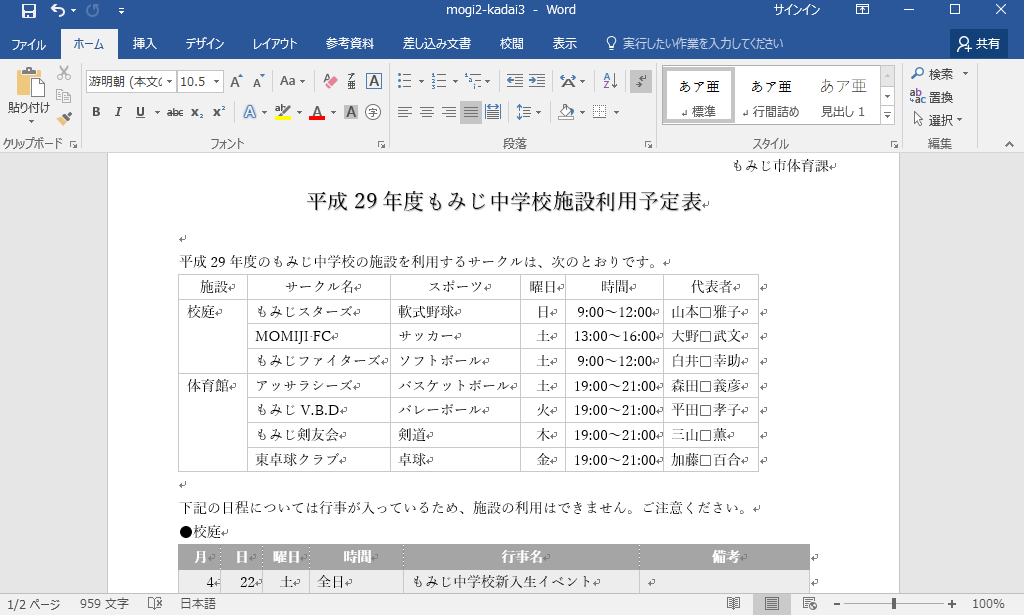 mogi2-kadai3 - Word
サインイン
ファイル ホーム 挿入 デザイン レイアウト 参考資料 差し込み文書 校閲 表示 実行したい作業を入力してください 共有
貼り付け
游明朝 (本文の 10.5 A A Aa 亜 A
B I U abc x₂ x² A ab A A 字
あア亜 あア亜 あア亜
標準 行間詰め 見出し 1
検索
置換
選択
クリップボード フォント 段落 スタイル 編集
もみじ市体育課
平成 29 年度もみじ中学校施設利用予定表
平成 29 年度のもみじ中学校の施設を利用するサークルは、次のとおりです。
施設 サークル名 スポーツ 曜日 時間 代表者
校庭 もみじスターズ 軟式野球 日 9:00～12:00 山本□雅子
MOMIJI·FC サッカー 土 13:00～16:00 大野□武文
もみじファイターズ ソフトボール 土 9:00～12:00 白井□幸助
体育館 アッサラシーズ バスケットボール 土 19:00～21:00 森田□義彦
もみじ V.B.D バレーボール 火 19:00～21:00 平田□孝子
もみじ剣友会 剣道 木 19:00～21:00 三山□薫
東卓球クラブ 卓球 金 19:00～21:00 加藤□百合
下記の日程については行事が入っているため、施設の利用はできません。ご注意ください。
●校庭
月 日 曜日 時間 行事名 備考
4 22 土 全日 もみじ中学校新入生イベント
1/2 ページ 959 文字 日本語 100%